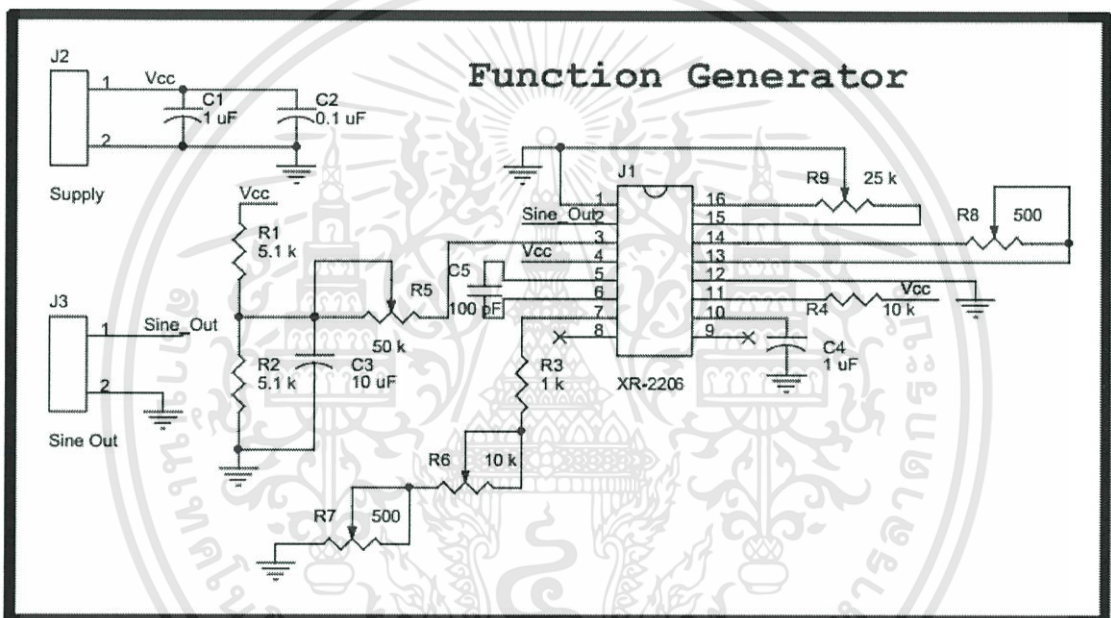 Function Generator
J2
1
Vcc
C1
1 uF
C2
0.1 uF
2
Supply
Vcc
R1
5.1 k
R2
5.1 k
C3
10 uF
R5
50 k
J3
1
Sine_Out
2
Sine Out
J1
1
Sine_Out
2
3
Vcc
4
C5
100 pF
5
6
7
8
16
15
14
13
12
11
10
9
XR-2206
R9
25 k
R8
500
R4
10 k
Vcc
C4
1 uF
R3
1 k
R6
10 k
R7
500